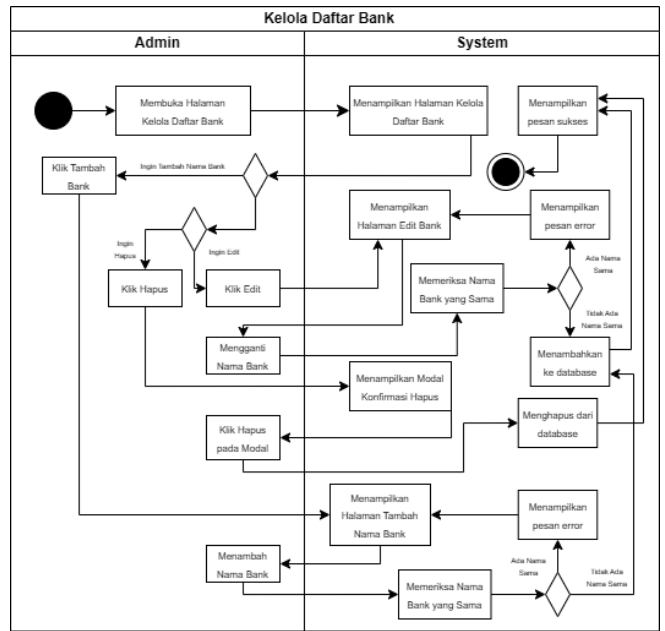 Kelola Daftar Bank
Admin
System
Membuka Halaman
Kelola Daftar Bank
Menampilkan Halaman Kelola
Daftar Bank
Menampilkan
pesan sukses
Klik Tambah
Bank
Ingin Tambah Nama Bank
Menampilkan
Halaman Edit Bank
Menampilkan
pesan error
Ingin
Hapus
Ingin Edit
Ada Nama
Sama
Klik Hapus
Klik Edit
Memeriksa Nama
Bank yang Sama
Tidak Ada
Nama Sama
Mengganti
Nama Bank
Menambahkan
ke database
Menampilkan Modal
Konfirmasi Hapus
Klik Hapus
pada Modal
Menghapus dari
database
Menampilkan
Halaman Tambah
Nama Bank
Menampilkan
pesan error
Menambah
Nama Bank
Ada Nama
Sama
Tidak Ada
Nama Sama
Memeriksa Nama
Bank yang Sama